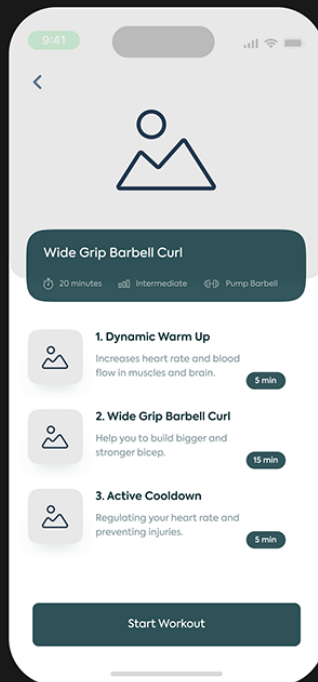 9:41
Wide Grip Barbell Curl
20 minutes Intermediate Pump Barbell
1. Dynamic Warm Up
Increases heart rate and blood
flow in muscles and brain.
5 min
2. Wide Grip Barbell Curl
Help you to build bigger and
stronger bicep.
15 min
3. Active Cooldown
Regulating your heart rate and
preventing injuries.
5 min
Start Workout